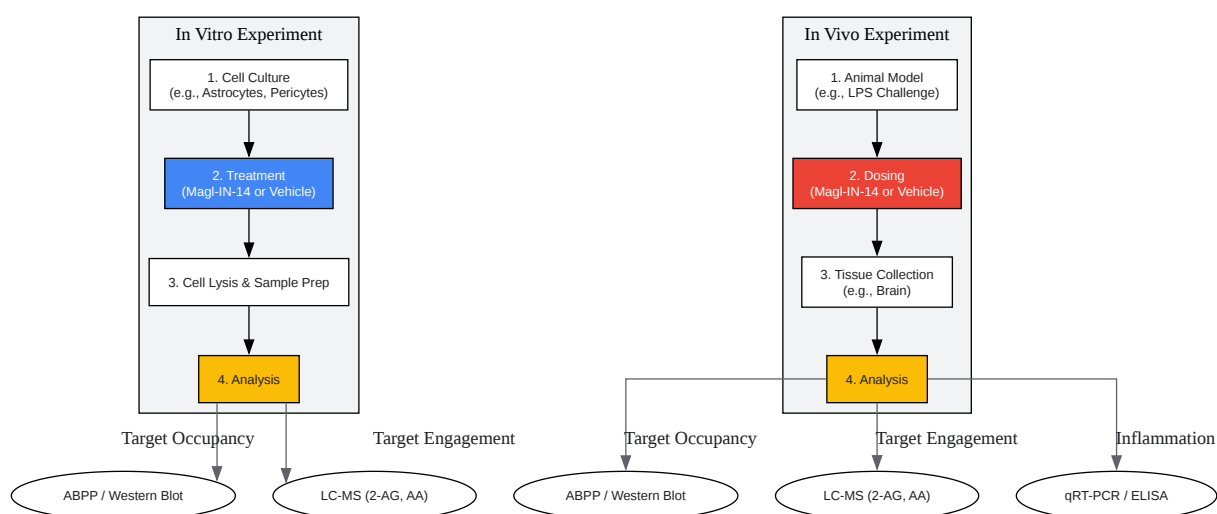 In Vitro Experiment
1. Cell Culture
(e.g., Astrocytes, Pericytes)
2. Treatment
(Magl-IN-14 or Vehicle)
3. Cell Lysis & Sample Prep
4. Analysis
Target Occupancy
Target Engagement
ABPP / Western Blot
LC-MS (2-AG, AA)
In Vivo Experiment
1. Animal Model
(e.g., LPS Challenge)
2. Dosing
(Magl-IN-14 or Vehicle)
3. Tissue Collection
(e.g., Brain)
4. Analysis
Target Occupancy
Target Engagement
Inflammation
ABPP / Western Blot
LC-MS (2-AG, AA)
qRT-PCR / ELISA